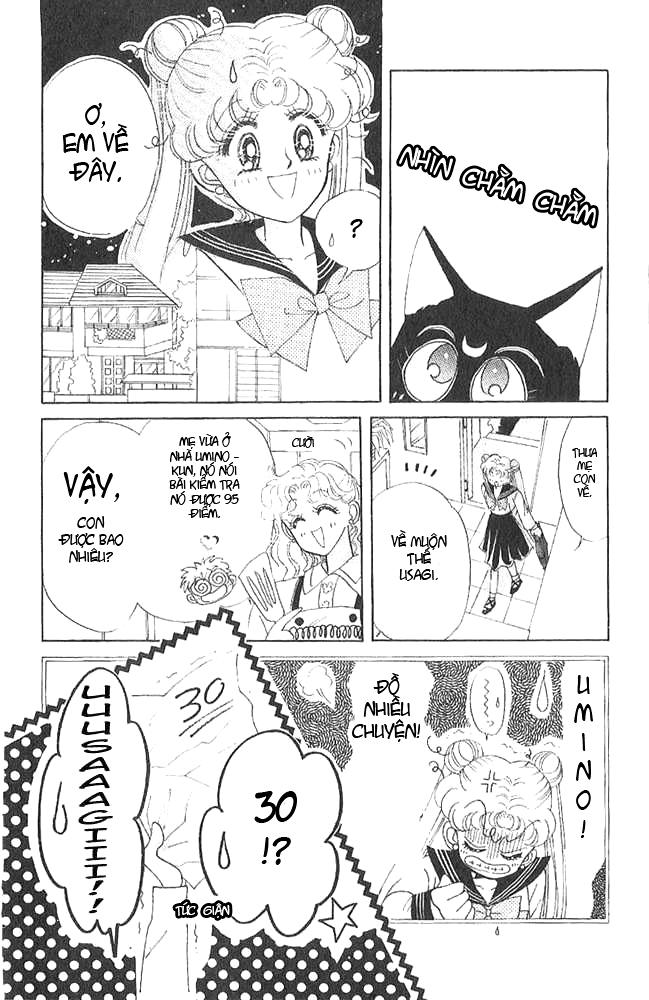 NHÌN CHẰM CHẰM
?
Ơ,
EM VỀ
ĐÂY.
THƯA
MẸ
CON
VỀ.
VỀ MUỘN
THẾ
USAGI.
CƯỜI
MẸ VỪA Ở
NHÀ UMINO -
KUN, NÓ NÓI
BÀI KIỂM TRA
NÓ ĐƯỢC 95
ĐIỂM.
VẬY,
CON
ĐƯỢC BAO
NHIÊU?
UMINO!
ĐỒ
NHIỀU
CHUYỆN!
30
30
!?
TỨC GIẬN
UUUSAAAGIII!!